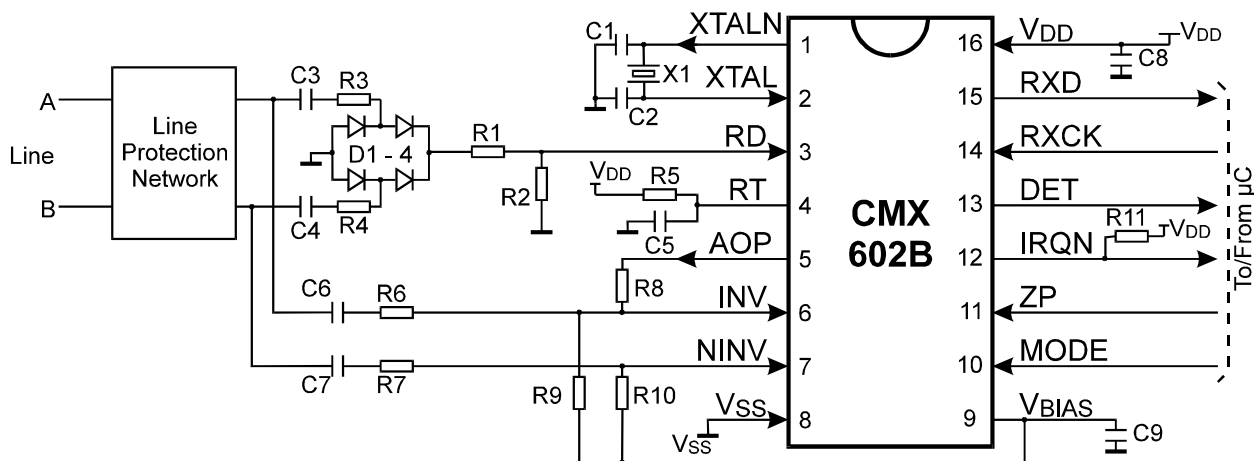 C1
XTALN
1
X1
XTAL
C2
2
16
VDD
VDD
C8
15
RXD
A
Line
B
Line
Protection
Network
C3
R3
D1 - 4
C4
R4
R1
RD
3
R2
14
RXCK
VDD
R5
RT
4
C5
CMX
602B
13
DET
R11
VDD
AOP
5
12
IRQN
To/From µC
R8
C6
R6
INV
6
11
ZP
C7
R7
NINV
7
10
MODE
R9
R10
VSS
VSS
8
9
VBIAS
C9